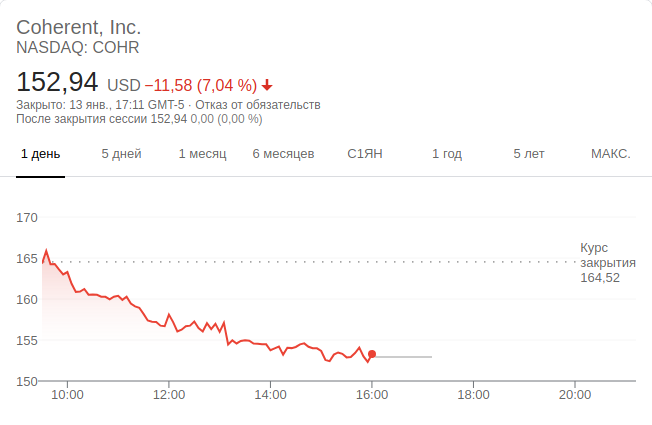 Coherent, Inc.
NASDAQ: COHR
152,94 USD −11,58 (7,04 %)
Закрыто: 13 янв., 17:11 GMT-5 · Отказ от обязательств
После закрытия сессии 152,94 0,00 (0,00 %)
1 день 5 дней 1 месяц 6 месяцев С1ЯН 1 год 5 лет МАКС.
170
165
160
155
150
Курс
закрытия
164,52
10:00 12:00 14:00 16:00 18:00 20:00